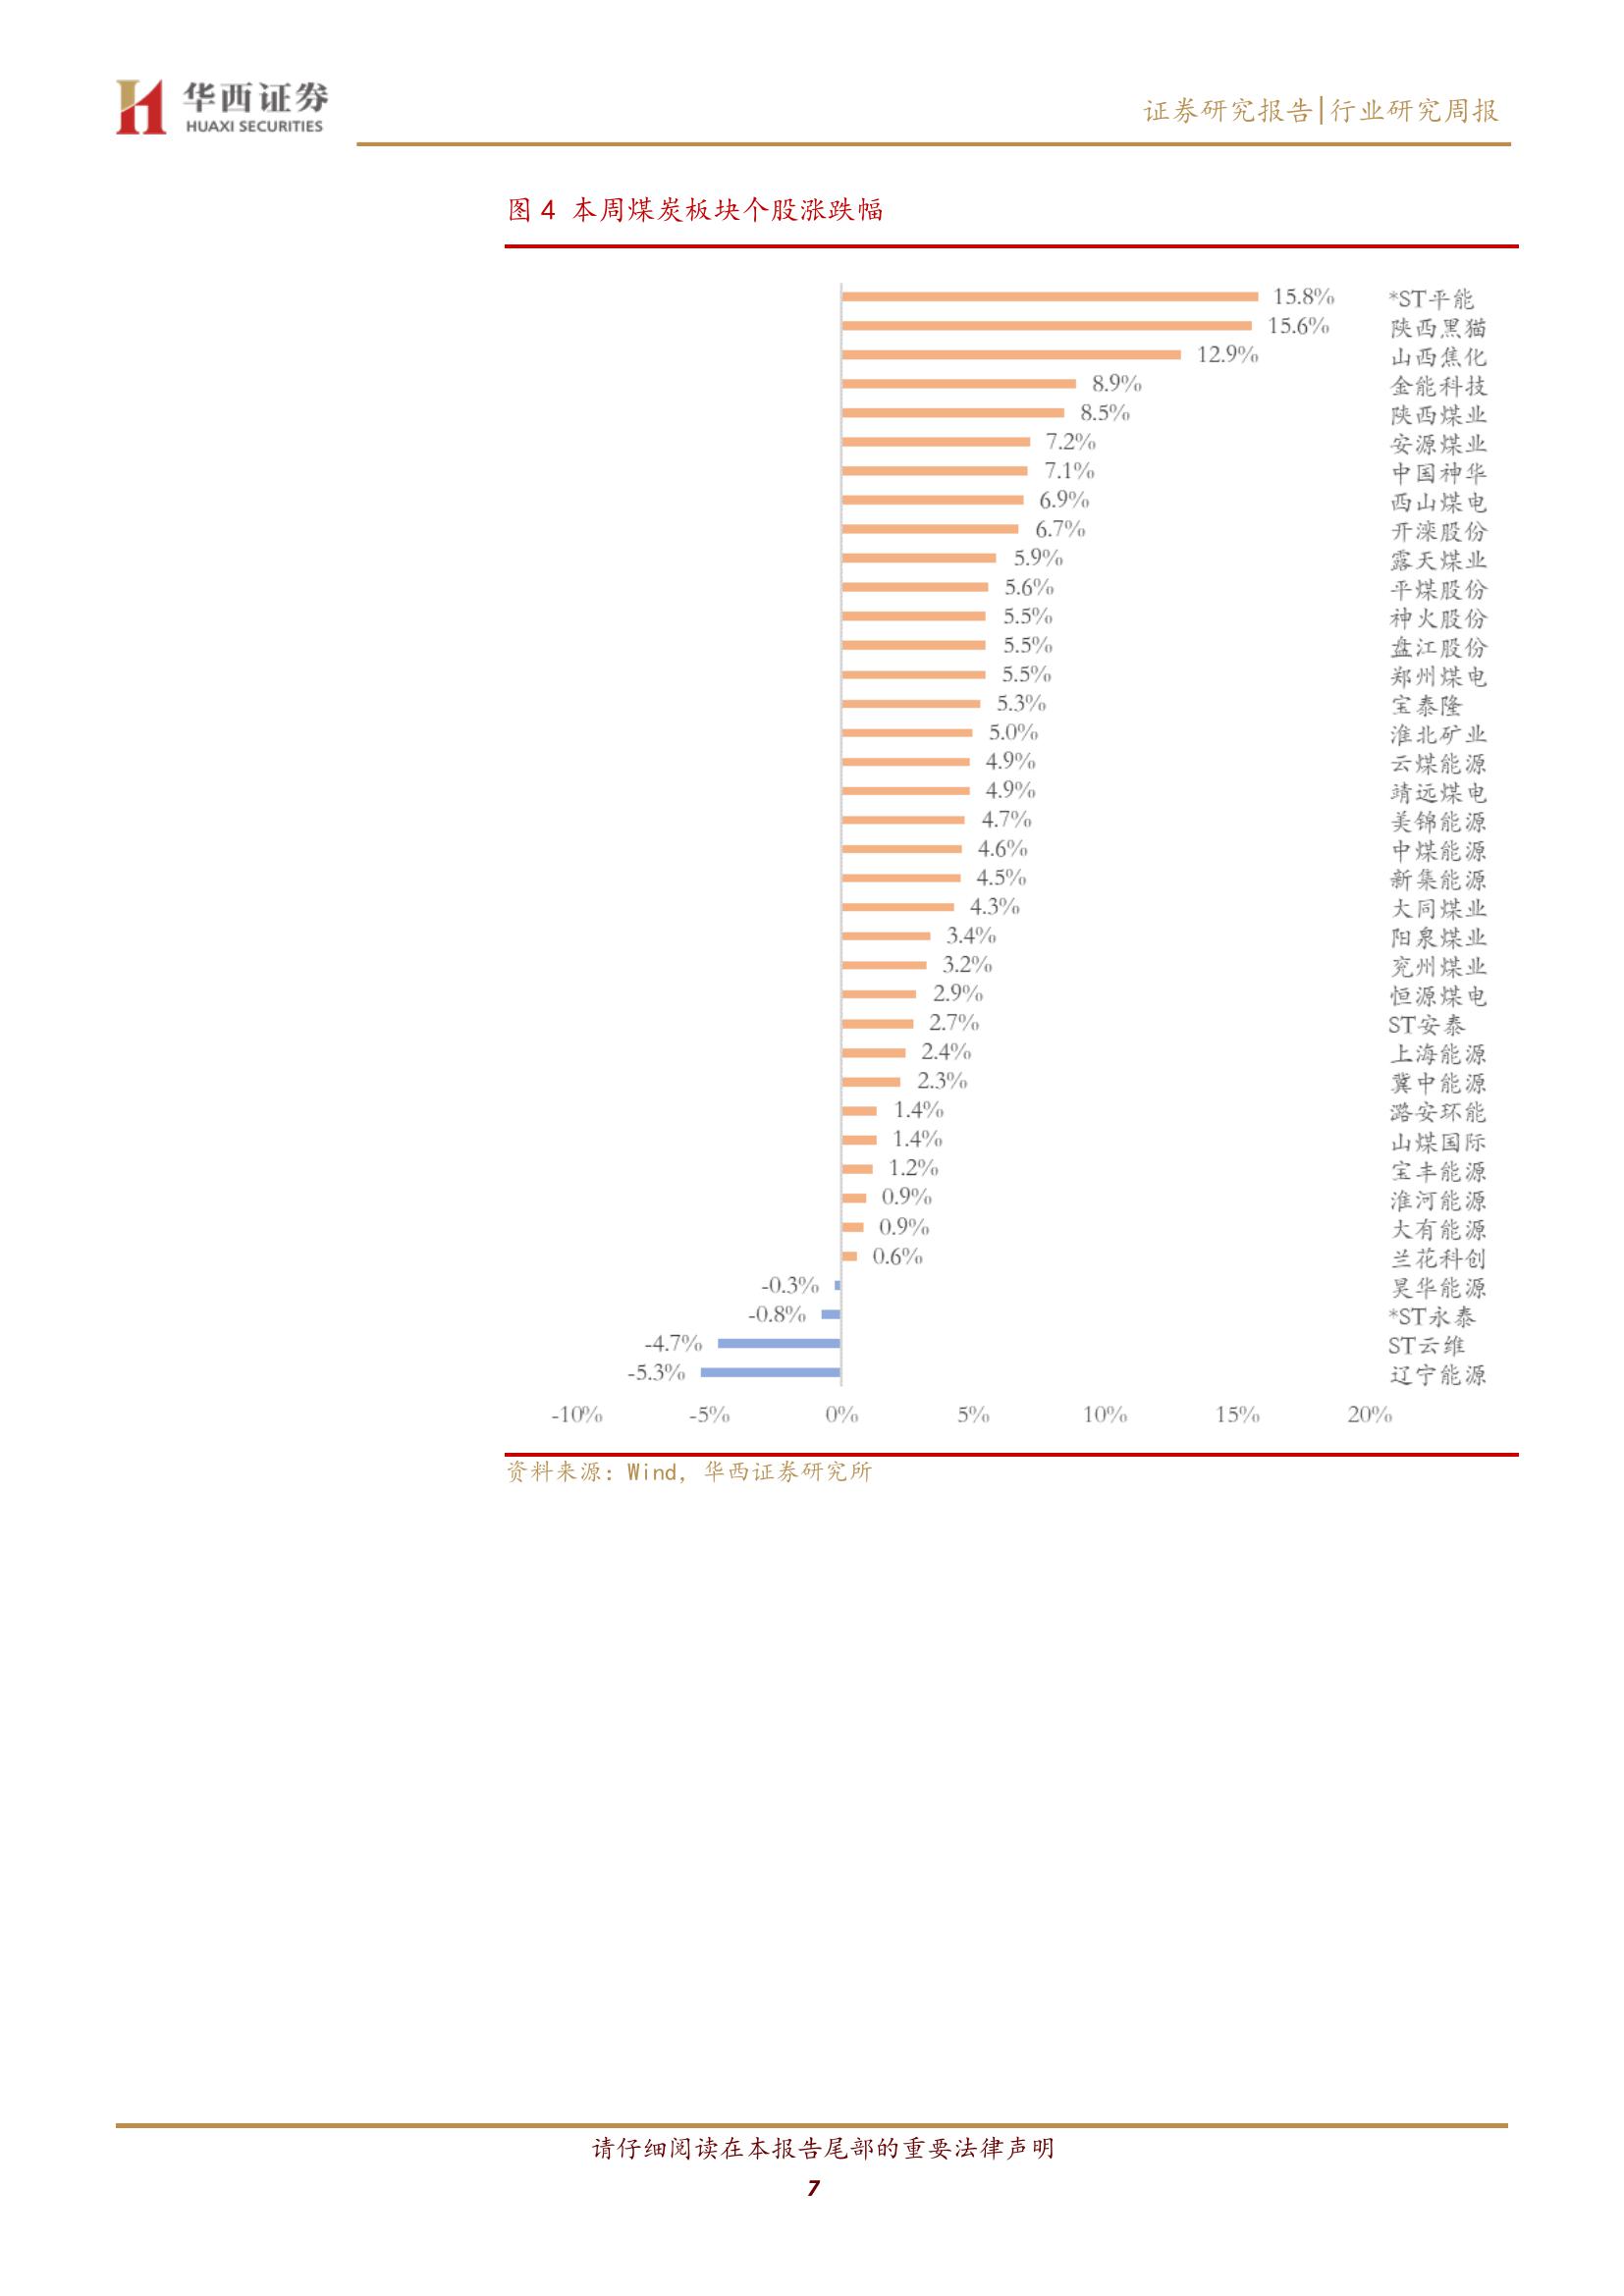 华西证券
HUAXI SECURITIES
证券研究报告|行业研究周报
图 4 本周煤炭板块个股涨跌幅
15.8% *ST平能
15.6% 陕西黑猫
12.9% 山西焦化
8.9% 金能科技
8.5% 陕西煤业
7.2% 安源煤业
7.1% 中国神华
6.9% 西山煤电
6.7% 开滦股份
5.9% 露天煤业
5.6% 平煤股份
5.5% 神火股份
5.5% 盘江股份
5.5% 郑州煤电
5.3% 宝泰隆
5.0% 淮北矿业
4.9% 云煤能源
4.9% 靖远煤电
4.7% 美锦能源
4.6% 中煤能源
4.5% 新集能源
4.3% 大同煤业
3.4% 阳泉煤业
3.2% 兖州煤业
2.9% 恒源煤电
2.7% ST安泰
2.4% 上海能源
2.3% 冀中能源
1.4% 潞安环能
1.4% 山煤国际
1.2% 宝丰能源
0.9% 淮河能源
0.9% 大有能源
0.6% 兰花科创
-0.3% 昊华能源
-0.8% *ST永泰
-4.7% ST云维
-5.3% 辽宁能源
-10% -5% 0% 5% 10% 15% 20%
资料来源：Wind，华西证券研究所
请仔细阅读在本报告尾部的重要法律声明
7